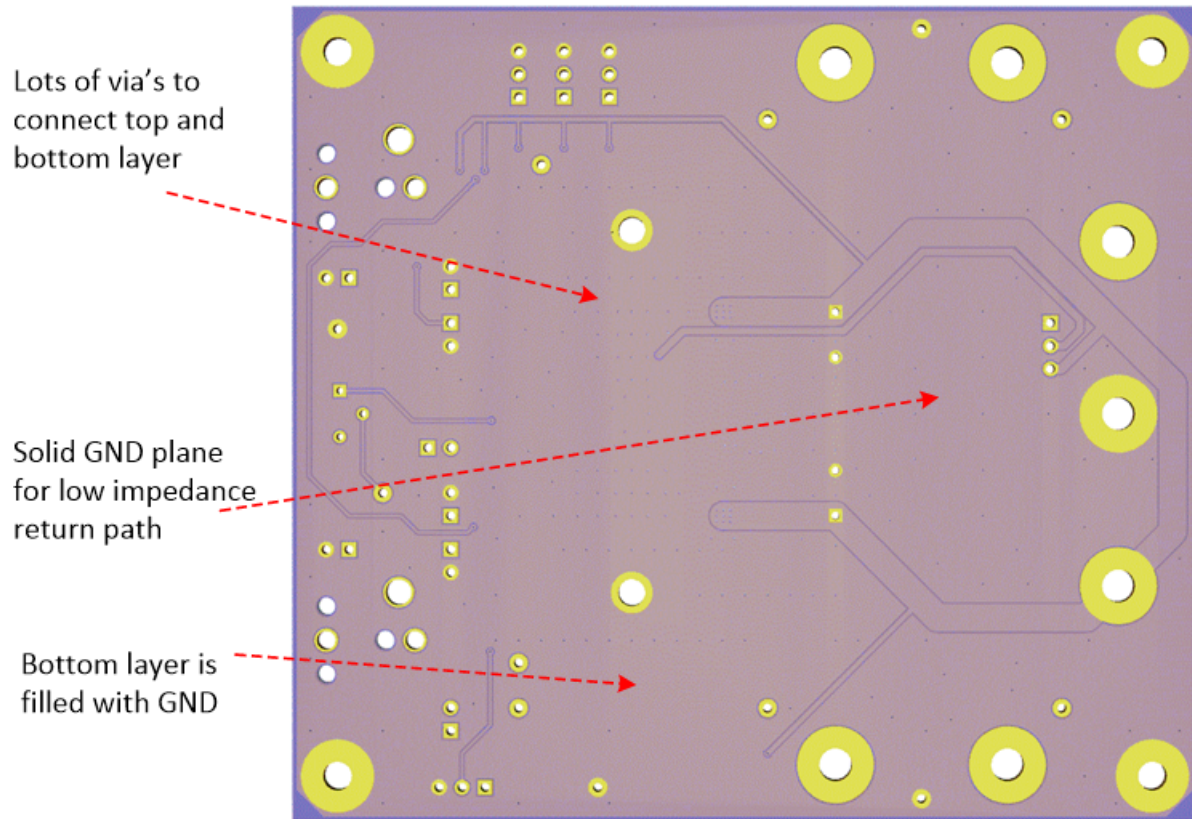 Lots of via’s to
connect top and
bottom layer
Solid GND plane
for low impedance
return path
Bottom layer is
filled with GND